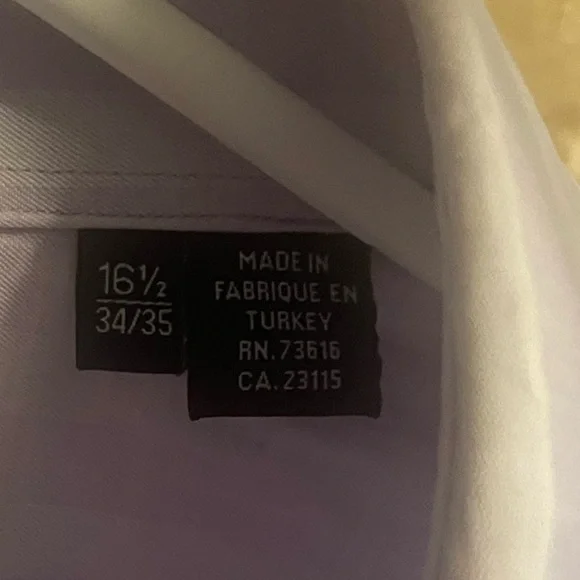 16½
34/35
MADE IN
FABRIQUE EN
TURKEY
RN.73616
CA.23115